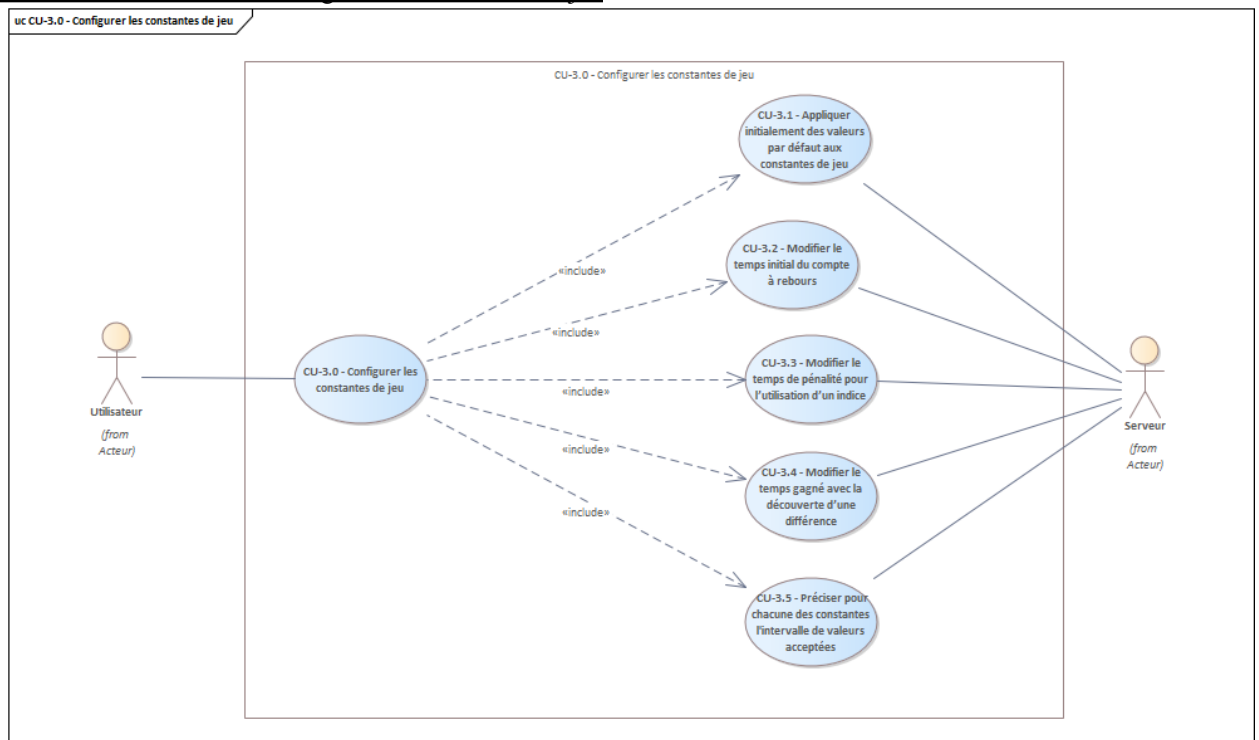 uc CU-3.0 - Configurer les constantes de jeu
CU-3.0 - Configurer les constantes de jeu
CU-3.1 - Appliquer
initialement des valeurs
par défaut aux
constantes de jeu
CU-3.2 - Modifier le
temps initial du compte
à rebours
«include»
«include»
CU-3.0 - Configurer les
constantes de jeu
CU-3.3 - Modifier le
temps de pénalité pour
l'utilisation d'un indice
«include»
Utilisateur
(from
Acteur)
Serveur
(from
Acteur)
«include»
CU-3.4 - Modifier le
temps gagné avec la
découverte d'une
différence
«include»
CU-3.5 - Préciser pour
chacune des constantes
l'intervalle de valeurs
acceptées